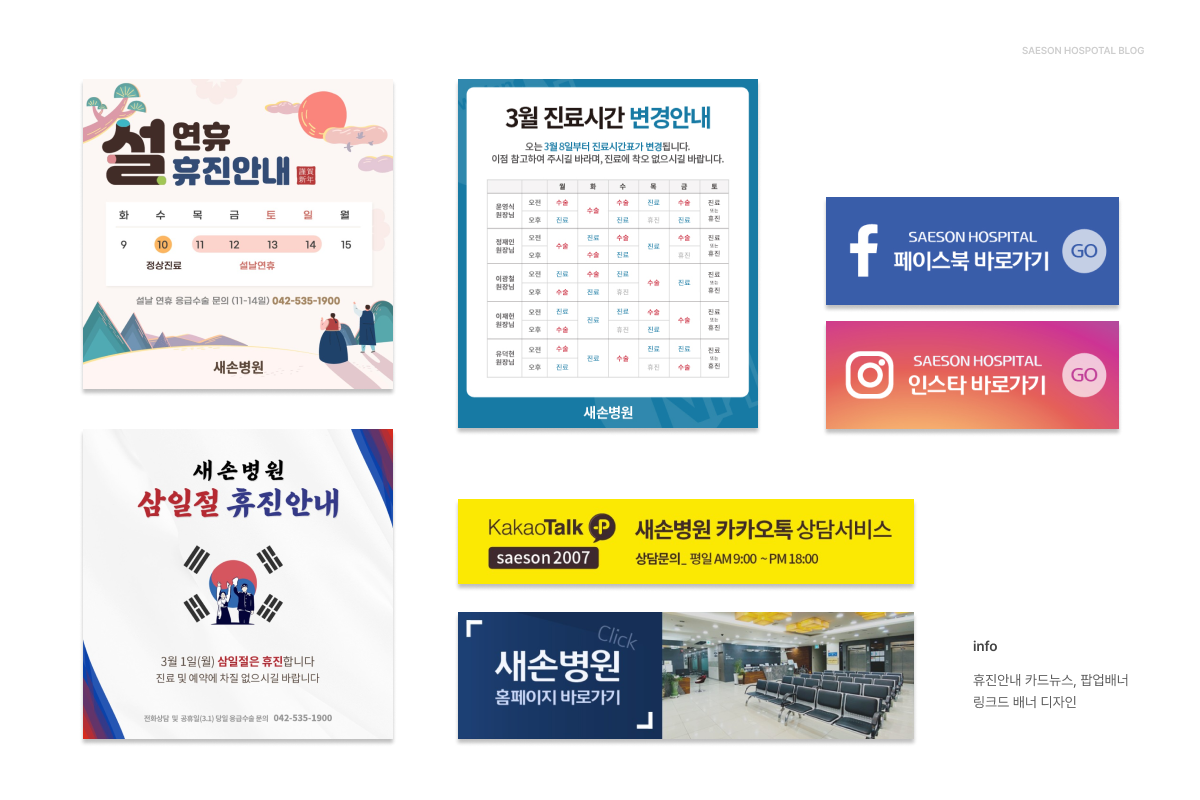 SAESON HOSPOTAL BLOG
설 연휴
휴진안내
謹賀
新年
화 수 목 금 토 일 월
9 10 11 12 13 14 15
정상진료 설날연휴
설날 연휴 응급수술 문의 (11-14일) 042-535-1900
새손병원
3월 진료시간 변경안내
오는 3월 8일부터 진료시간표가 변경됩니다.
이점 참고하여 주시길 바라며, 진료에 착오 없으시길 바랍니다.
월 화 수 목 금 토
윤영식 원장님 오전 수술 수술 수술 진료 수술 진료 또는 휴진
오후 진료 진료 휴진 진료
정재인 원장님 오전 수술 진료 수술 진료 수술 진료 또는 휴진
오후 수술 진료 휴진
이광철 원장님 오전 진료 수술 진료 수술 진료 진료 또는 휴진
오후 수술 진료 휴진
이재현 원장님 오전 진료 진료 진료 수술 수술 진료 또는 휴진
오후 수술 휴진 진료
유덕현 원장님 오전 수술 진료 수술 진료 진료 진료 또는 휴진
오후 진료 휴진 수술
새손병원
SAESON HOSPITAL
페이스북 바로가기 GO
SAESON HOSPITAL
인스타 바로가기 GO
새손병원
삼일절 휴진안내
3월 1일(월) 삼일절은 휴진합니다
진료 및 예약에 차질 없으시길 바랍니다
전화상담 및 공휴일(3.1) 당일 응급수술 문의 042-535-1900
KakaoTalk P 새손병원 카카오톡 상담서비스
saeson2007 상담문의_ 평일 AM 9:00 ~ PM 18:00
Click
새손병원
홈페이지 바로가기
info
휴진안내 카드뉴스, 팝업배너
링크드 배너 디자인